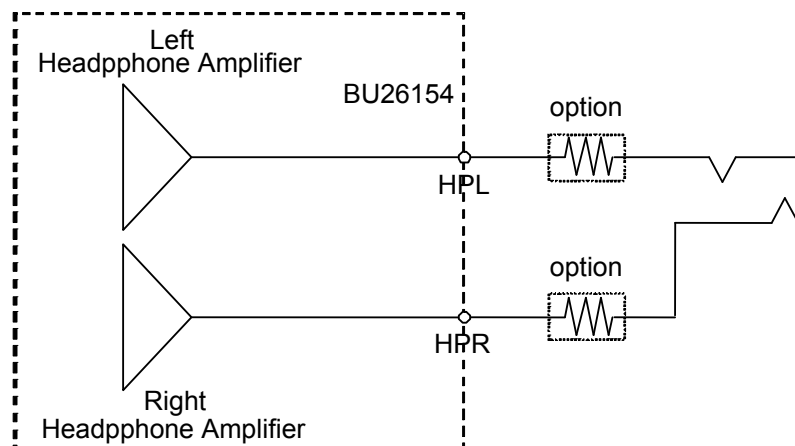 Left
Headpphone Amplifier
BU26154
option
HPL
option
HPR
Right
Headpphone Amplifier